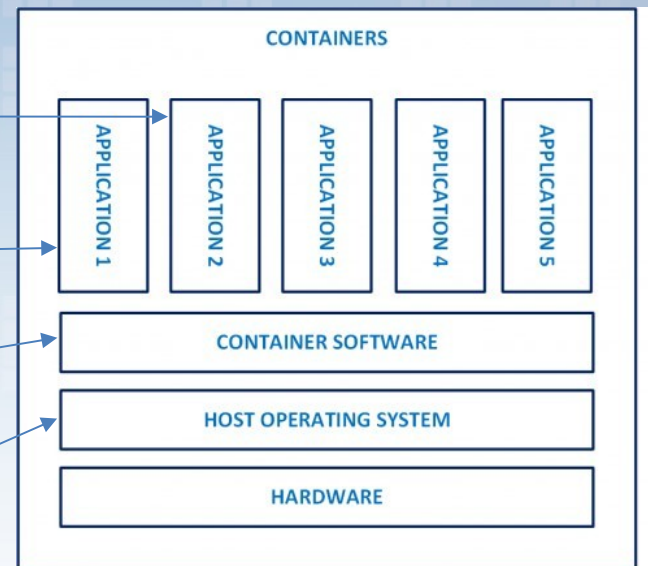 CONTAINERS
APPLICATION 1
APPLICATION 2
APPLICATION 3
APPLICATION 4
APPLICATION 5
CONTAINER SOFTWARE
HOST OPERATING SYSTEM
HARDWARE